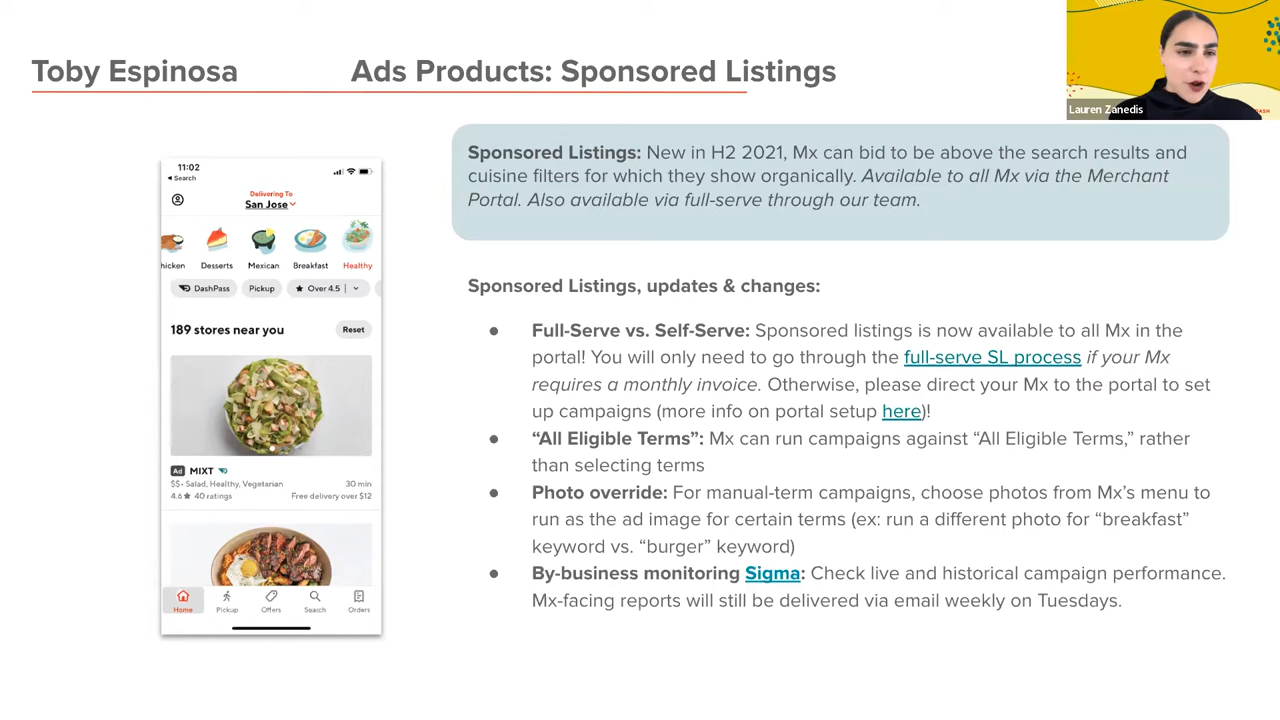 Toby Espinosa
Ads Products: Sponsored Listings
Lauren Zanedis
DASH
11:02
Search
Delivering To
San Jose
hicken
Desserts
Mexican
Breakfast
Healthy
DashPass
Pickup
Over 4.5
189 stores near you
Reset
Ad MIXT
$$• Salad, Healthy, Vegetarian
30 min
4.6 ★ 40 ratings
Free delivery over $12
Home
Pickup
Offers
Search
Orders
Sponsored Listings: New in H2 2021, Mx can bid to be above the search results and
cuisine filters for which they show organically. Available to all Mx via the Merchant
Portal. Also available via full-serve through our team.
Sponsored Listings, updates & changes:
● Full-Serve vs. Self-Serve: Sponsored listings is now available to all Mx in the
portal! You will only need to go through the full-serve SL process if your Mx
requires a monthly invoice. Otherwise, please direct your Mx to the portal to set
up campaigns (more info on portal setup here)!
● “All Eligible Terms”: Mx can run campaigns against “All Eligible Terms,” rather
than selecting terms
● Photo override: For manual-term campaigns, choose photos from Mx’s menu to
run as the ad image for certain terms (ex: run a different photo for “breakfast”
keyword vs. “burger” keyword)
● By-business monitoring Sigma: Check live and historical campaign performance.
Mx-facing reports will still be delivered via email weekly on Tuesdays.